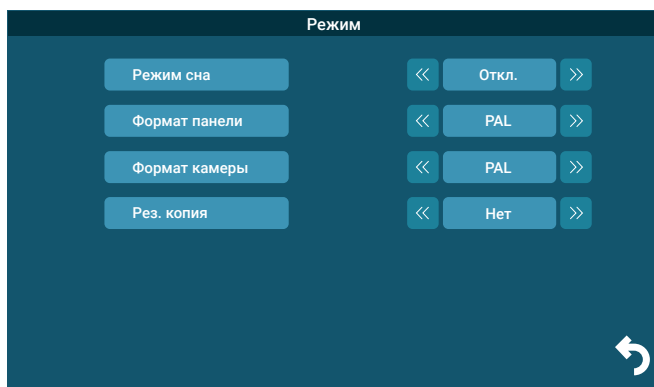 Режим
Режим сна Откл.
Формат панели PAL
Формат камеры PAL
Рез. копия Нет